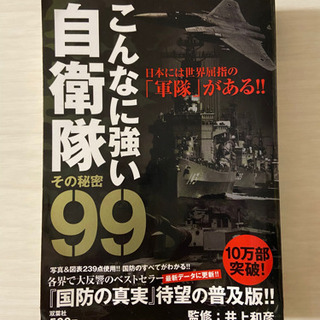 こんなに強い
自衛隊
その秘密
99
日本には世界屈指の
「軍隊」がある!!
写真&図表239点使用!! 国防のすべてがわかる!!
各界で大反響のベストセラー 最新データに更新!!
『国防の真実』待望の普及版!!
10万部
突破!
双葉社
監修:井上和彦